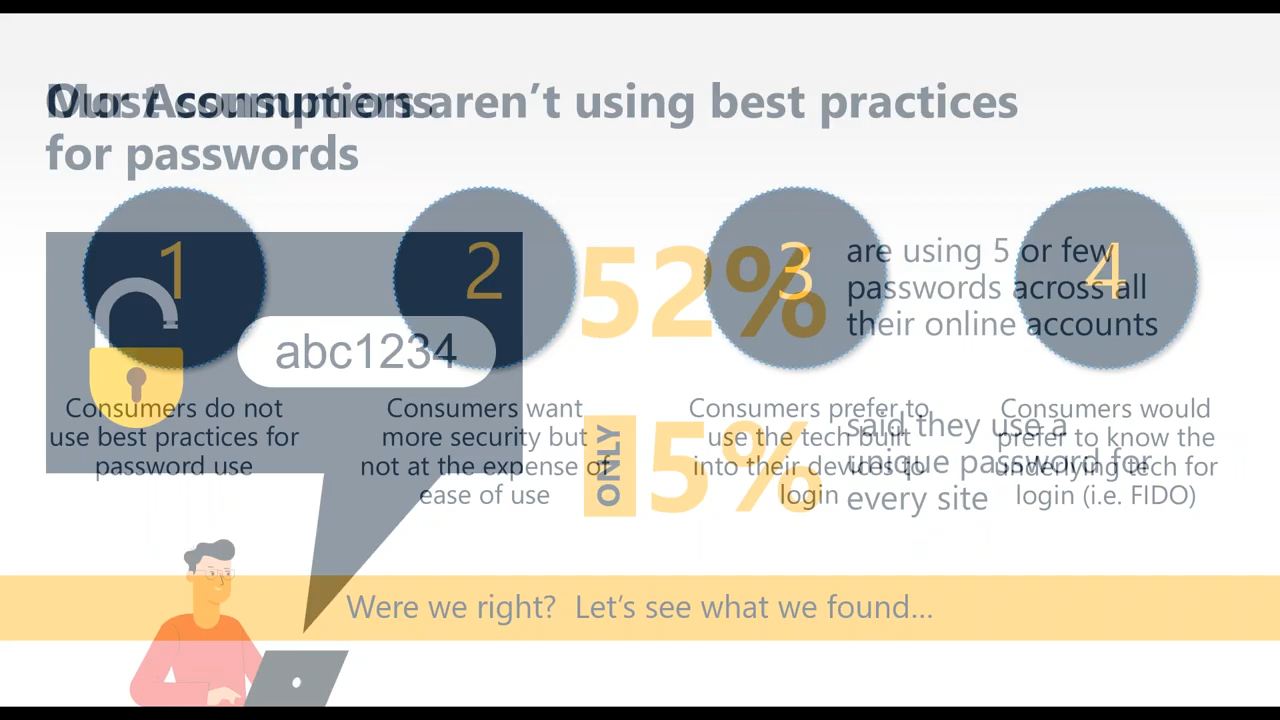 Our Assumptions
Most consumers aren't using best practices
for passwords
1
2
3
4
52%
are using 5 or few
passwords across all
their online accounts
abc1234
Consumers do not
use best practices for
password use
Consumers want
more security but
not at the expense of
ease of use
Consumers prefer to
use the tech built
into their devices to
login
Consumers would
prefer to know the
underlying tech for
login (i.e. FIDO)
ONLY
5%
said they use a
unique password for
every site
Were we right? Let's see what we found...